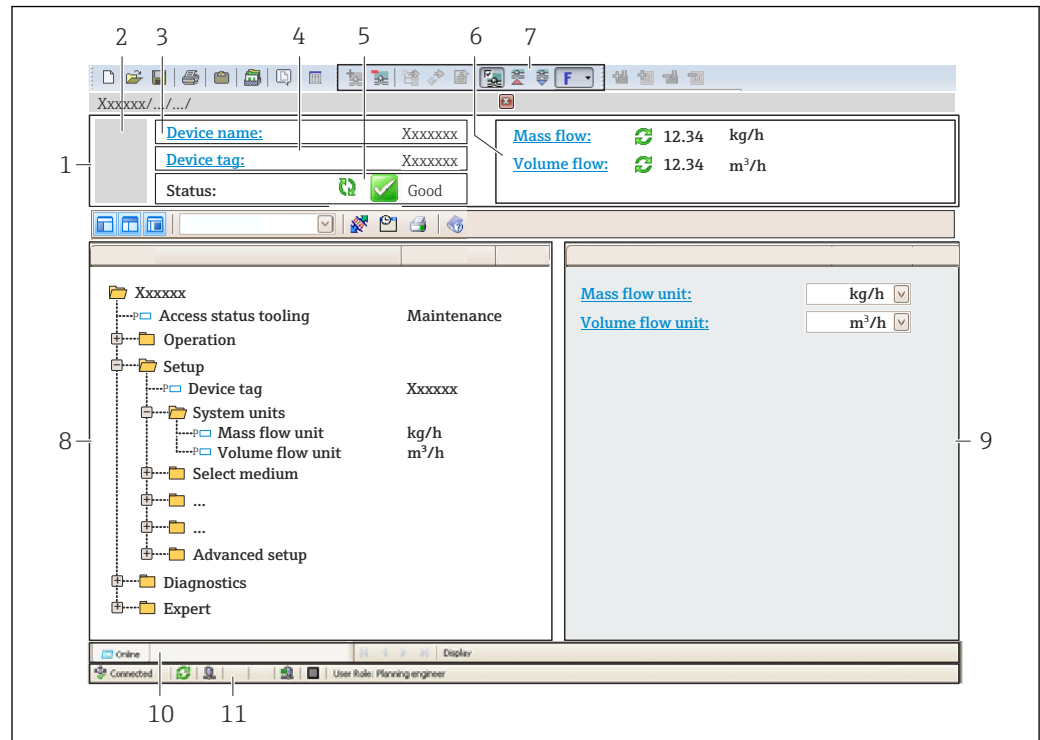 2 3 4 5 6 7
F
Xxxxxx/.../.../
1
Device name: Xxxxxxx
Device tag: Xxxxxxx
Status: Good
Mass flow: 12.34 kg/h
Volume flow: 12.34 m³/h
Xxxxxx
P Access status tooling Maintenance
Operation
Setup
P Device tag Xxxxxx
System units
P Mass flow unit kg/h
P Volume flow unit m³/h
Select medium
...
...
Advanced setup
Diagnostics
Expert
8
Mass flow unit: kg/h
Volume flow unit: m³/h
9
Online Display
Connected User Role: Planning engineer
10 11